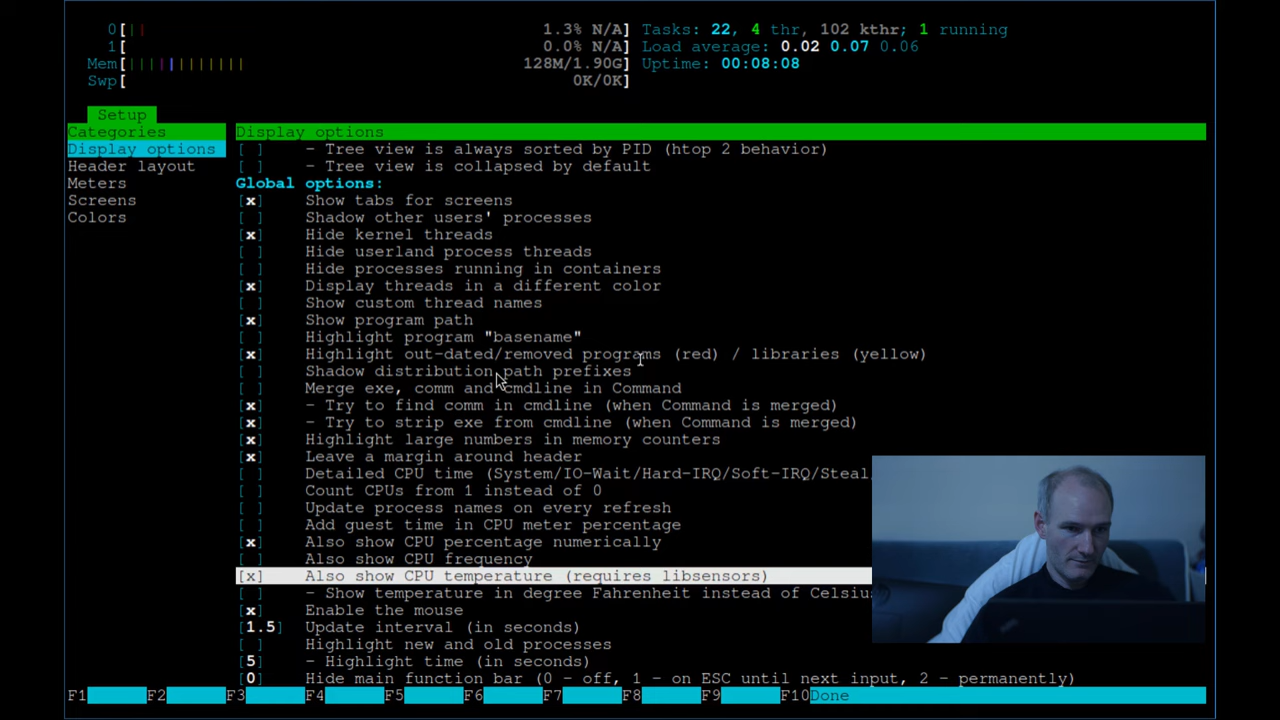 0[|| 1.3% N/A] Tasks: 22, 4 thr, 102 kthr; 1 running
1[ 0.0% N/A] Load average: 0.02 0.07 0.06
Mem[||||||||||||| 128M/1.90G] Uptime: 00:08:08
Swp[ 0K/0K]
Setup
Categories
Display options
Header layout
Meters
Screens
Colors
Display options
[ ] - Tree view is always sorted by PID (htop 2 behavior)
[ ] - Tree view is collapsed by default
Global options:
[x] Show tabs for screens
[ ] Shadow other users' processes
[x] Hide kernel threads
[ ] Hide userland process threads
[ ] Hide processes running in containers
[x] Display threads in a different color
[ ] Show custom thread names
[x] Show program path
[ ] Highlight program "basename"
[x] Highlight out-dated/removed programs (red) / libraries (yellow)
[ ] Shadow distribution path prefixes
[ ] Merge exe, comm and cmdline in Command
[x] - Try to find comm in cmdline (when Command is merged)
[x] - Try to strip exe from cmdline (when Command is merged)
[x] Highlight large numbers in memory counters
[x] Leave a margin around header
[ ] Detailed CPU time (System/IO-Wait/Hard-IRQ/Soft-IRQ/Steal/
[ ] Count CPUs from 1 instead of 0
[ ] Update process names on every refresh
[ ] Add guest time in CPU meter percentage
[x] Also show CPU percentage numerically
[ ] Also show CPU frequency
[x] Also show CPU temperature (requires libsensors)
[ ] - Show temperature in degree Fahrenheit instead of Celsius
[x] Enable the mouse
[1.5] Update interval (in seconds)
[ ] Highlight new and old processes
[5] - Highlight time (in seconds)
[0] Hide main function bar (0 - off, 1 - on ESC until next input, 2 - permanently)
F1 F2 F3 F4 F5 F6 F7 F8 F9 F10Done